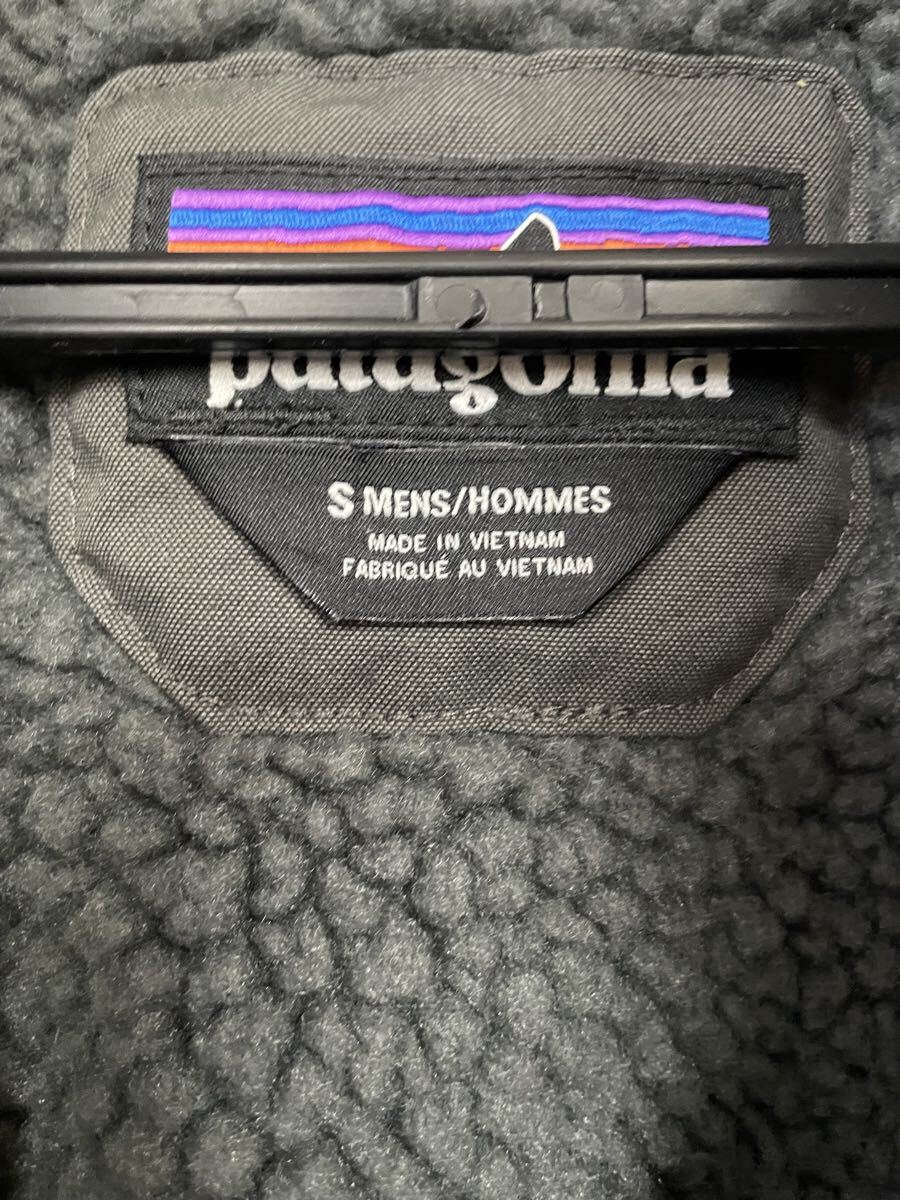 patagonia
S MENS/HOMMES
MADE IN VIETNAM
FABRIQUÉ AU VIETNAM